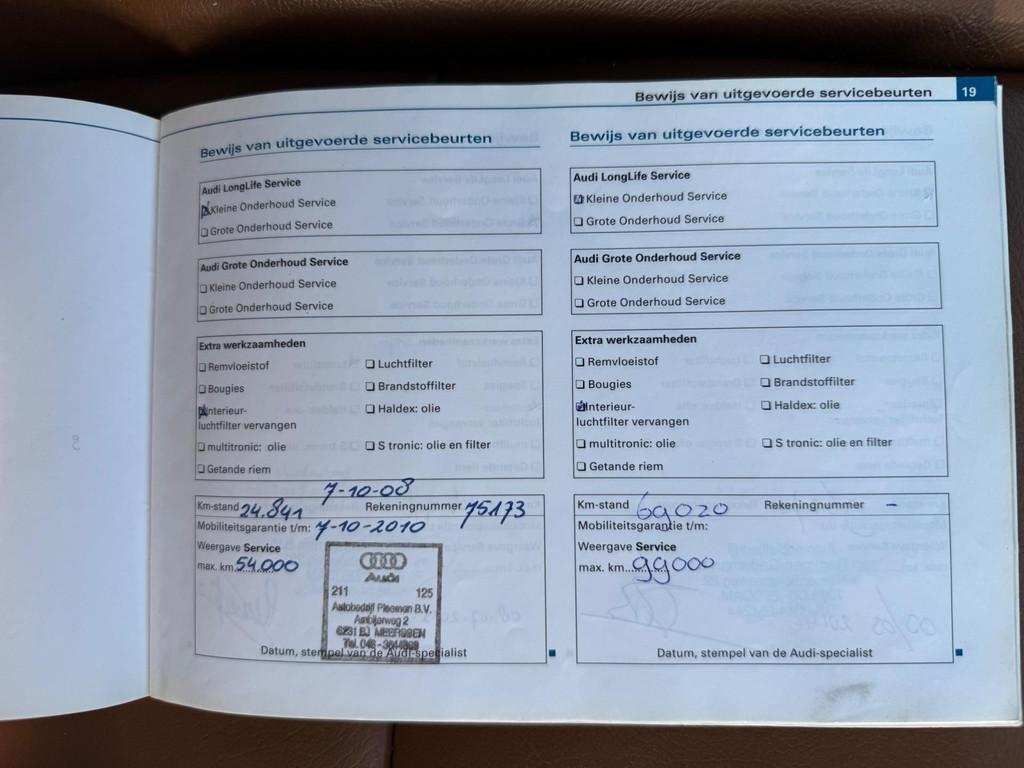 Bewijs van uitgevoerde servicebeurten 19
Bewijs van uitgevoerde servicebeurten
Audi LongLife Service
Kleine Onderhoud Service
Grote Onderhoud Service
Audi Grote Onderhoud Service
Kleine Onderhoud Service
Grote Onderhoud Service
Extra werkzaamheden
Remvloeistof
Luchtfilter
Bougies
Brandstoffilter
Interieur-
luchtfilter vervangen
Haldex: olie
multitronic: olie
S tronic: olie en filter
Getande riem
7-10-08
Km-stand 24.841 Rekeningnummer 75173
Mobiliteitsgarantie t/m: 7-10-2010
Weergave Service
max. km. 54.000
Audi
211 125
Autobedrijf B.V.
Ambyerweg 2
6231 EJ MEERSSEN
Datum, stempel van de Audi-specialist
Bewijs van uitgevoerde servicebeurten
Audi LongLife Service
Kleine Onderhoud Service
Grote Onderhoud Service
Audi Grote Onderhoud Service
Kleine Onderhoud Service
Grote Onderhoud Service
Extra werkzaamheden
Remvloeistof
Luchtfilter
Bougies
Brandstoffilter
Interieur-
luchtfilter vervangen
Haldex: olie
multitronic: olie
S tronic: olie en filter
Getande riem
Km-stand 69020 Rekeningnummer -
Mobiliteitsgarantie t/m:
Weergave Service
max. km. 99000
Datum, stempel van de Audi-specialist